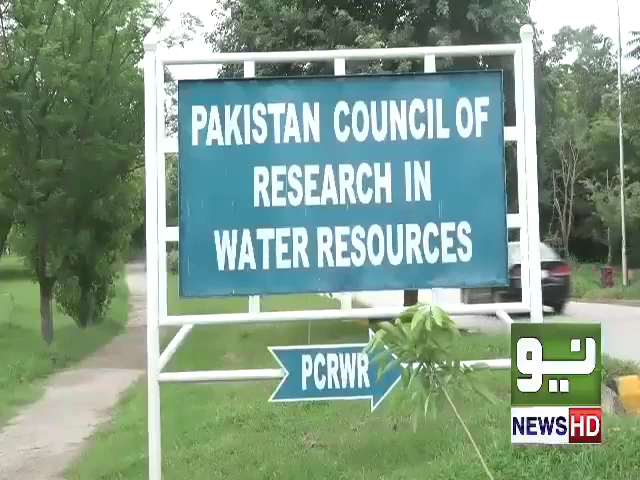 PAKISTAN COUNCIL OF
RESEARCH IN
WATER RESOURCES
PCRWR
نیو
NEWS HD